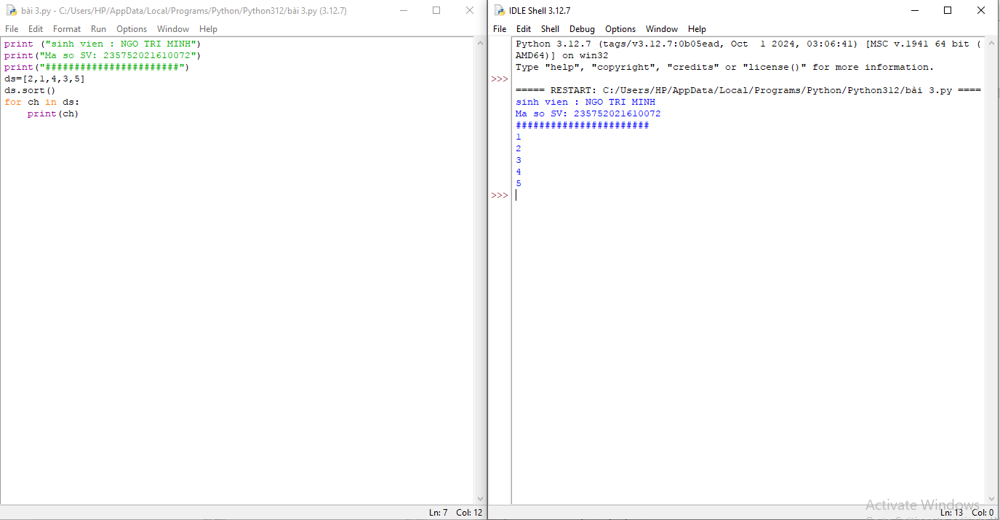 bài 3.py - C:/Users/HP/AppData/Local/Programs/Python/Python312/bài 3.py (3.12.7)
File Edit Format Run Options Window Help
print ("sinh vien : NGO TRI MINH")
print("Ma so SV: 235752021610072")
print("#######################")
ds=[2,1,4,3,5]
ds.sort()
for ch in ds:
    print(ch)
Ln: 7 Col: 12
IDLE Shell 3.12.7
File Edit Shell Debug Options Window Help
Python 3.12.7 (tags/v3.12.7:0b05ead, Oct  1 2024, 03:06:41) [MSC v.1941 64 bit (
AMD64)] on win32
Type "help", "copyright", "credits" or "license()" for more information.
>>>
===== RESTART: C:/Users/HP/AppData/Local/Programs/Python/Python312/bài 3.py ====
sinh vien : NGO TRI MINH
Ma so SV: 235752021610072
#######################
1
2
3
4
5
>>>
Activate Windows
Ln: 13 Col: 0